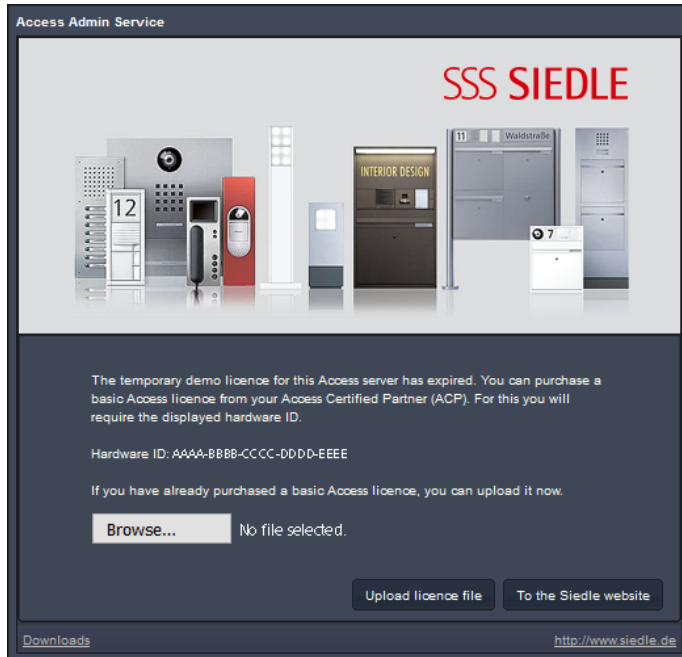 Access Admin Service
SSS SIEDLE
11 Waldstraße
INTERIOR DESIGN
12
7
The temporary demo licence for this Access server has expired. You can purchase a
basic Access licence from your Access Certified Partner (ACP). For this you will
require the displayed hardware ID.
Hardware ID: AAAA-BBBB-CCCC-DDDD-EEEE
If you have already purchased a basic Access licence, you can upload it now.
Browse... No file selected.
Upload licence file To the Siedle website
Downloads http://www.siedle.de